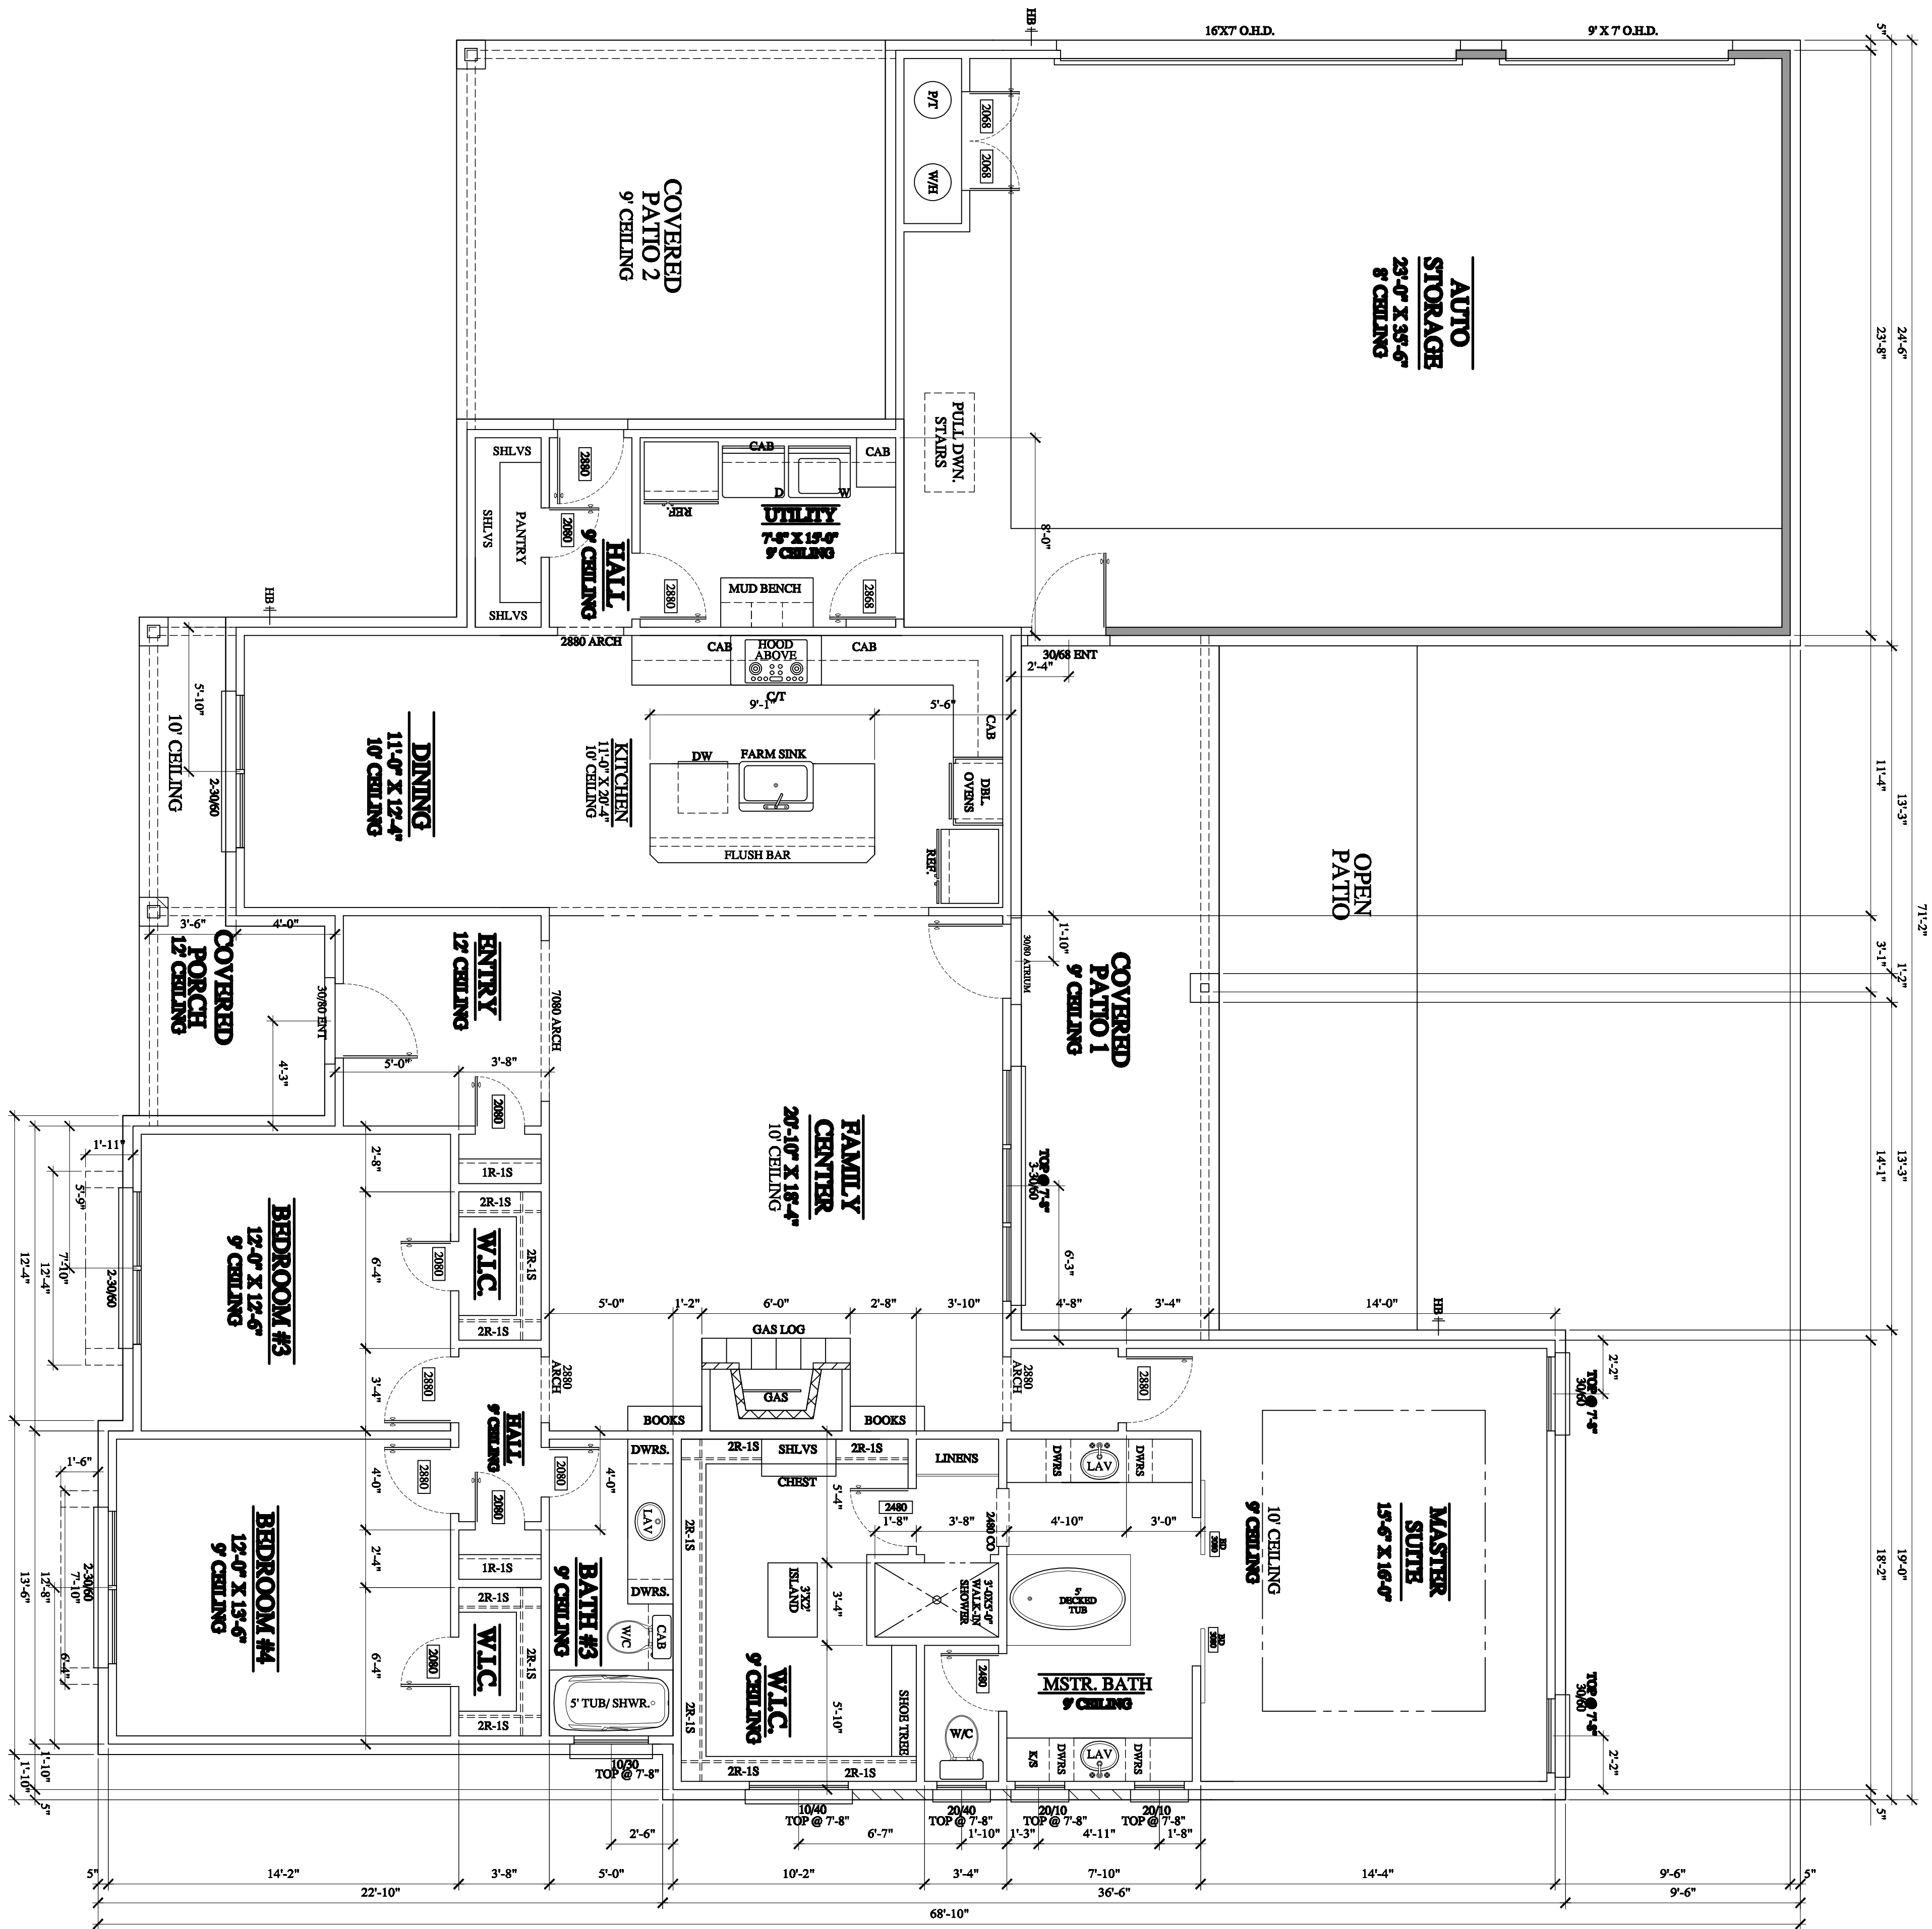 HB
16'X7' O.H.D.
9' X 7' O.H.D.
5"
P/T
2068
2068
W/H
COVERED
PATIO 2
9' CEILING
AUTO
STORAGE
23'-0" X 35'-6"
8' CEILING
24'-6"
23'-8"
PULL DWN.
STAIRS
SHLVS
SHLVS
SHLVS
PANTRY
2880
2080
HALL
9' CEILING
CAB
CAB
D
W
REF.
UTILITY
7'-8" X 15'-0"
9' CEILING
MUD BENCH
2880
2868
8'-0"
HB
2880 ARCH
CAB
HOOD
ABOVE
CAB
C/T
30/68 ENT
2'-4"
5'-10"
9'-1"
5'-6"
CAB
10' CEILING
2-30/60
DINING
11'-0" X 12'-4"
10' CEILING
KITCHEN
11'-0" X 20'-4"
10' CEILING
DW
FARM SINK
DBL.
OVENS
FLUSH BAR
REF.
OPEN
PATIO
11'-4"
13'-3"
71'-2"
3'-1"
1'-2"
3'-6"
4'-0"
COVERED
PORCH
12' CEILING
30/80 ENT
ENTRY
12' CEILING
7080 ARCH
1'-10"
30/80 ATRIUM
COVERED
PATIO 1
9' CEILING
4'-3"
5'-0"
3'-8"
2080
1R-1S
FAMILY
CENTER
20'-10" X 18'-4"
10' CEILING
TOP @ 7'-8"
3-30/60
6'-3"
14'-1"
13'-3"
1'-11"
5'-9"
7'-10"
12'-4"
12'-4"
2-30/60
2'-8"
BEDROOM #3
12'-0" X 12'-6"
9' CEILING
6'-4"
2080
2R-1S
W.I.C.
2R-1S
2R-1S
5'-0"
1'-2"
6'-0"
2'-8"
3'-10"
4'-8"
3'-4"
14'-0"
HB
GAS LOG
GAS
BOOKS
BOOKS
2880
ARCH
2880
ARCH
2880
2'-2"
TOP @ 7'-8"
30/60
3'-4"
2880
HALL
9' CEILING
4'-0"
2880
2080
2080
4'-0"
DWRS.
LAV
DWRS.
2R-1S
SHLVS
2R-1S
CHEST
LINENS
DWRS
LAV
DWRS
5'-4"
2480
1'-8"
3'-8"
2480 CO
4'-10"
3'-0"
BD
3080
10' CEILING
9' CEILING
MASTER
SUITE
15'-6" X 16'-0"
19'-0"
18'-2"
1'-6"
2-30/60
7'-10"
6'-4"
12'-8"
13'-6"
BEDROOM #4
12'-0" X 13'-6"
9' CEILING
2'-4"
1R-1S
2R-1S
W.I.C.
2R-1S
2R-1S
6'-4"
2080
BATH #3
9' CEILING
W/C
CAB
5' TUB/ SHWR.
2R-1S
2R-1S
3'X2'
ISLAND
3'-4"
3'-0X5'-0"
WALK-IN
SHOWER
5'
DECKED
TUB
BD
3080
W.I.C.
9' CEILING
5'-10"
SHOE TREE
2R-1S
2R-1S
2480
W/C
MSTR. BATH
9' CEILING
K/S
DWRS
LAV
DWRS
TOP @ 7'-8"
30/60
2'-2"
1'-10"
1'-10"
5"
5"
10/30
TOP @ 7'-8"
10/40
TOP @ 7'-8"
20/40
TOP @ 7'-8"
20/10
TOP @ 7'-8"
20/10
TOP @ 7'-8"
2'-6"
6'-7"
1'-10"
1'-3"
4'-11"
1'-8"
5"
14'-2"
3'-8"
5'-0"
10'-2"
3'-4"
7'-10"
14'-4"
9'-6"
5"
22'-10"
36'-6"
9'-6"
68'-10"